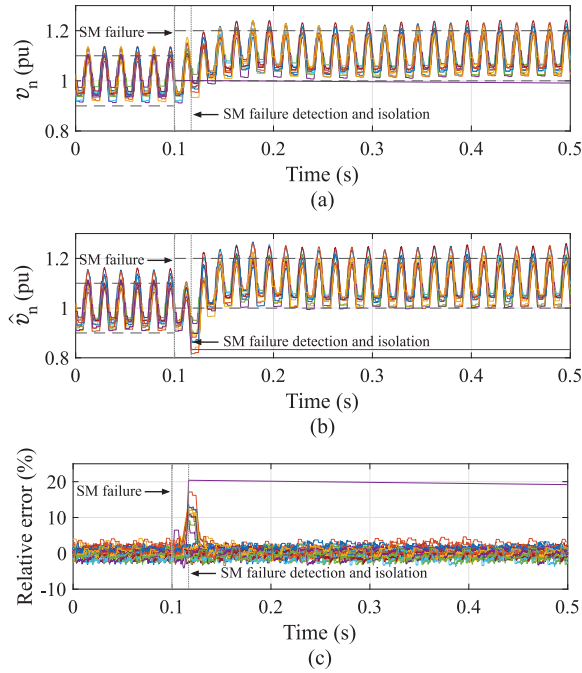 1.2
SM failure
1
0.8
SM failure detection and isolation
v_n (pu)
0 0.1 0.2 0.3 0.4 0.5
Time (s)
(a)
1.2
SM failure
1
0.8
SM failure detection and isolation
v̂_n (pu)
0 0.1 0.2 0.3 0.4 0.5
Time (s)
(b)
20
SM failure
10
0
-10
SM failure detection and isolation
Relative error (%)
0 0.1 0.2 0.3 0.4 0.5
Time (s)
(c)